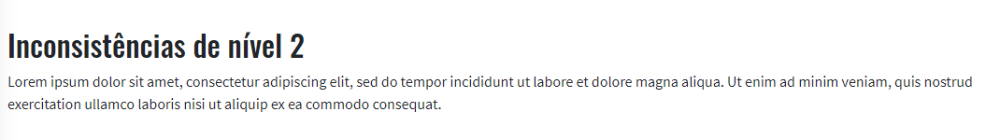 Inconsistências de nível 2
Lorem ipsum dolor sit amet, consectetur adipiscing elit, sed do tempor incididunt ut labore et dolore magna aliqua. Ut enim ad minim veniam, quis nostrud
exercitation ullamco laboris nisi ut aliquip ex ea commodo consequat.